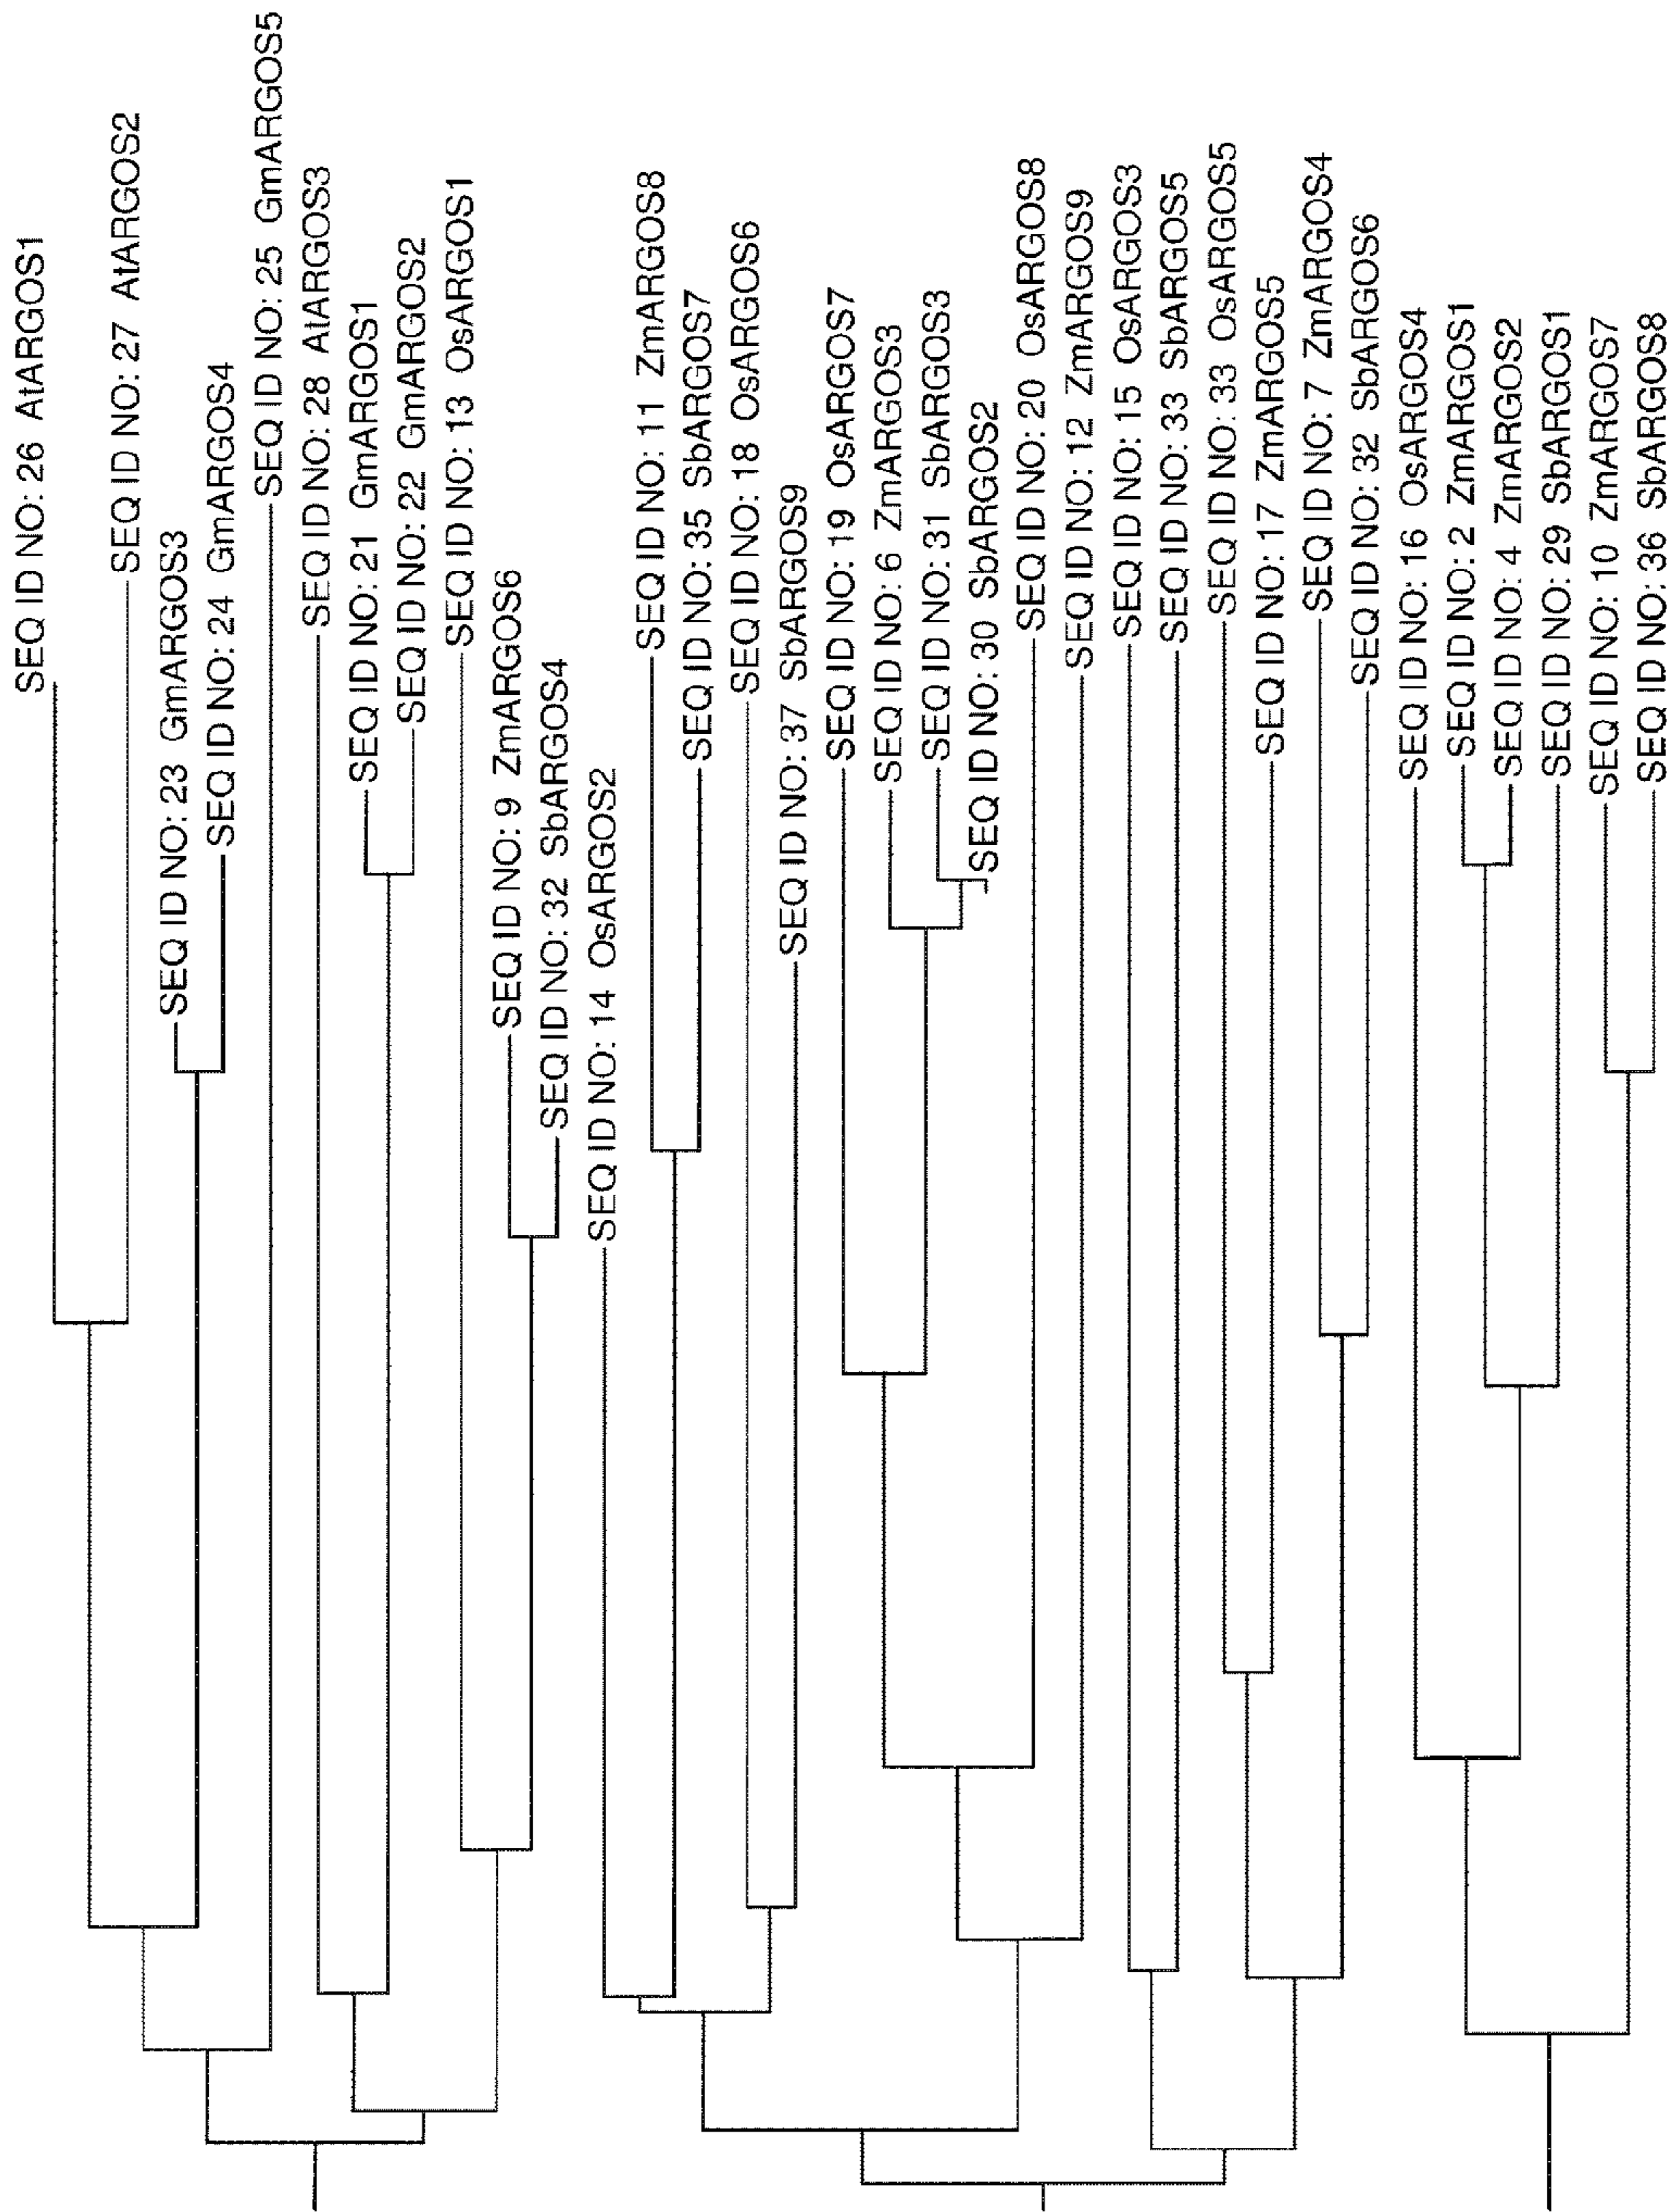 SEQ ID NO: 26 AtARGOS1
SEQ ID NO: 27 AtARGOS2
SEQ ID NO: 23 GmARGOS3
SEQ ID NO: 24 GmARGOS4
SEQ ID NO: 25 GmARGOS5
SEQ ID NO: 28 AtARGOS3
SEQ ID NO: 21 GmARGOS1
SEQ ID NO: 22 GmARGOS2
SEQ ID NO: 13 OsARGOS1
SEQ ID NO: 9 ZmARGOS6
SEQ ID NO: 32 SbARGOS4
SEQ ID NO: 14 OsARGOS2
SEQ ID NO: 11 ZmARGOS8
SEQ ID NO: 35 SbARGOS7
SEQ ID NO: 18 OsARGOS6
SEQ ID NO: 37 SbARGOS9
SEQ ID NO: 19 OsARGOS7
SEQ ID NO: 6 ZmARGOS3
SEQ ID NO: 31 SbARGOS3
SEQ ID NO: 30 SbARGOS2
SEQ ID NO: 20 OsARGOS8
SEQ ID NO: 12 ZmARGOS9
SEQ ID NO: 15 OsARGOS3
SEQ ID NO: 33 SbARGOS5
SEQ ID NO: 33 OsARGOS5
SEQ ID NO: 17 ZmARGOS5
SEQ ID NO: 7 ZmARGOS4
SEQ ID NO: 32 SbARGOS6
SEQ ID NO: 16 OsARGOS4
SEQ ID NO: 2 ZmARGOS1
SEQ ID NO: 4 ZmARGOS2
SEQ ID NO: 29 SbARGOS1
SEQ ID NO: 10 ZmARGOS7
SEQ ID NO: 36 SbARGOS8